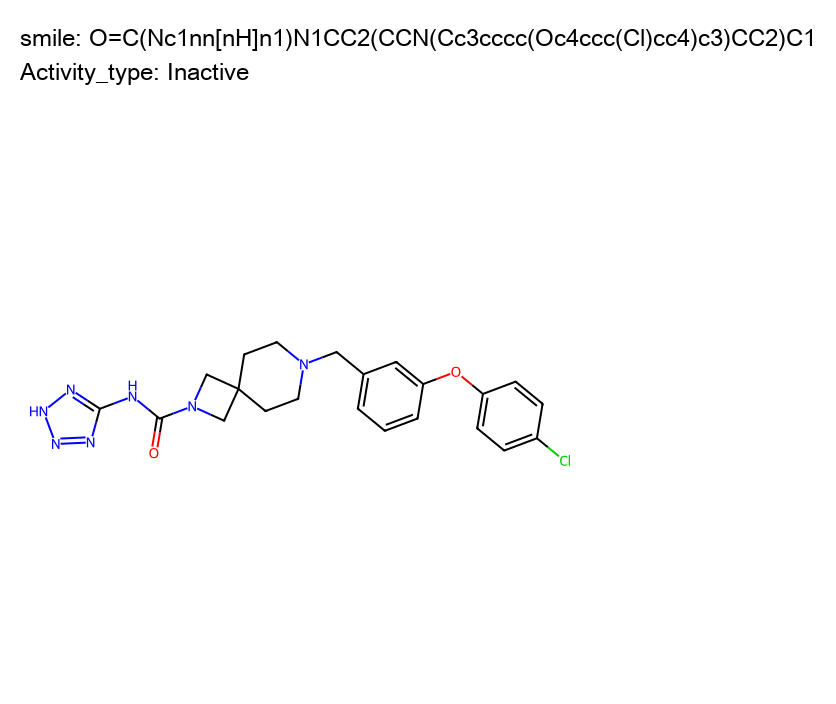 smile: O=C(Nc1nn[nH]n1)N1CC2(CCN(Cc3cccc(Oc4ccc(Cl)cc4)c3)CC2)C1
Activity_type: Inactive
H
N
N
HN
N
N
N
O
N
O
Cl